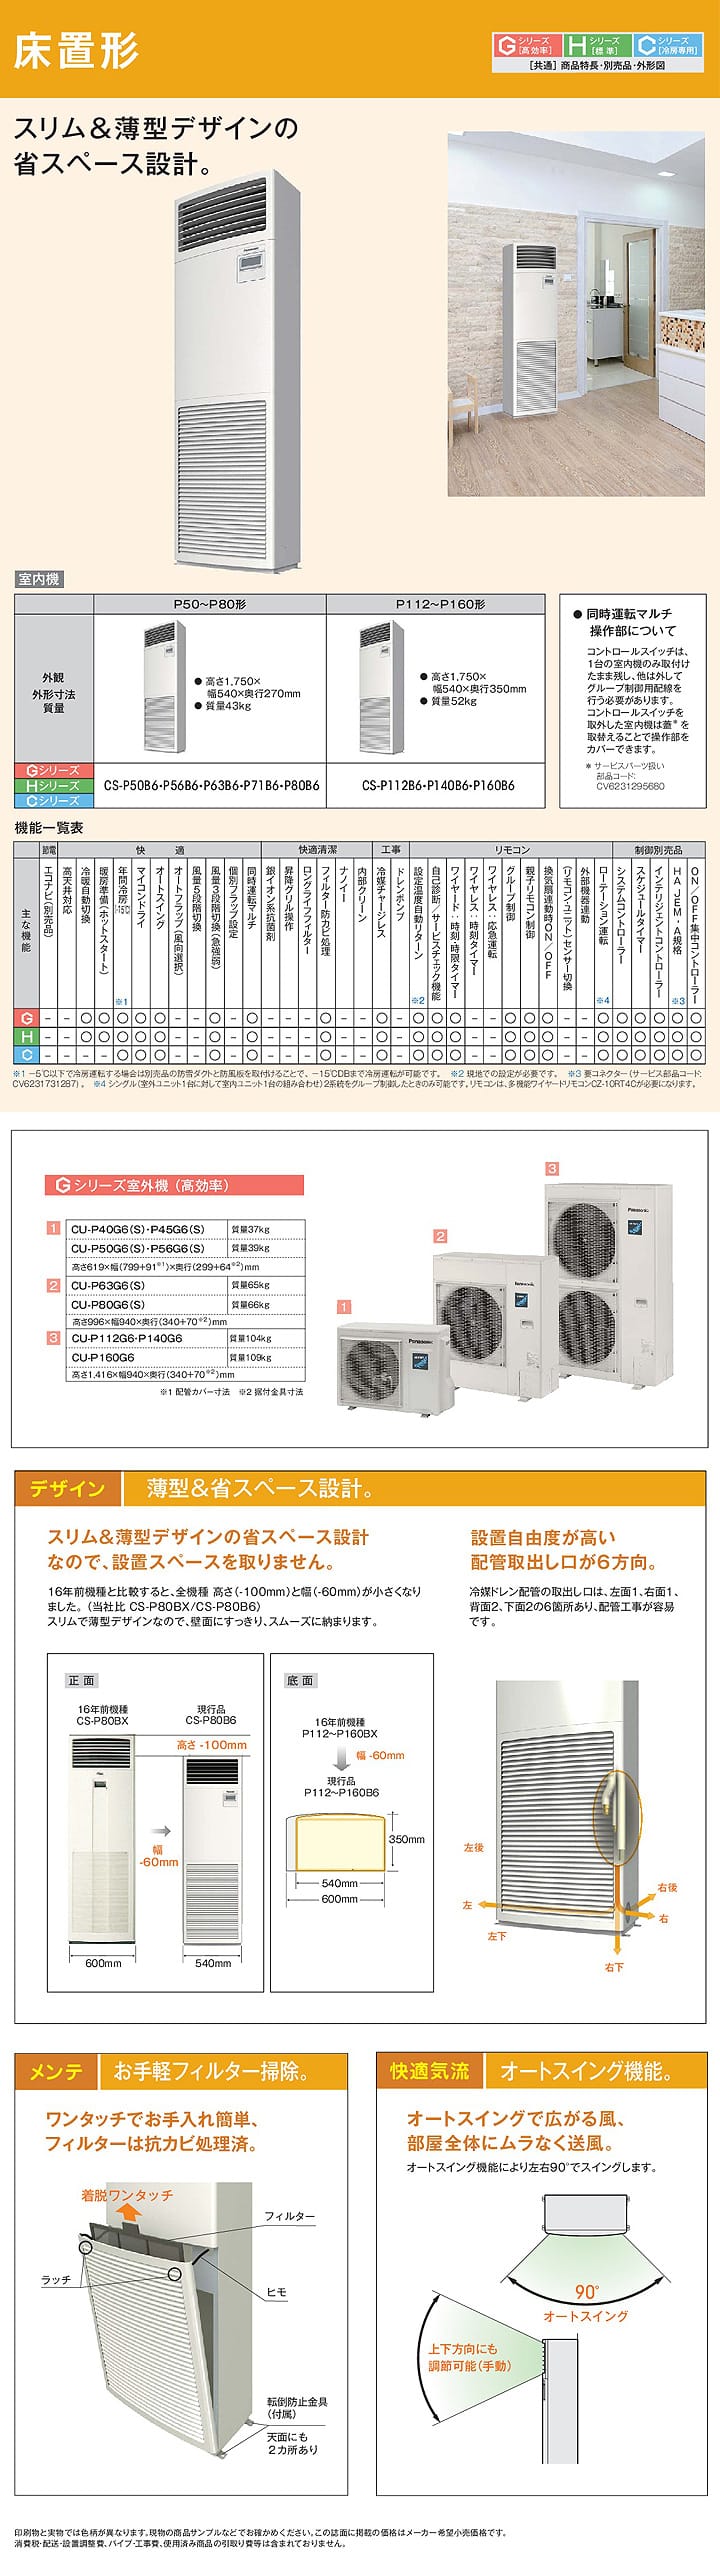 床置形
Gシリーズ[高効率]
Hシリーズ[標準]
Cシリーズ[冷房専用]
[共通] 商品特長・別売品・外形図
スリム&薄型デザインの
省スペース設計。
室内機
P50〜P80形
P112〜P160形
外観
外形寸法
質量
● 高さ1,750×
幅540×奥行270mm
● 質量43kg
● 高さ1,750×
幅540×奥行350mm
● 質量52kg
Gシリーズ
Hシリーズ
Cシリーズ
CS-P50B6・P56B6・P63B6・P71B6・P80B6
CS-P112B6・P140B6・P160B6
● 同時運転マルチ
操作部について
コントロールスイッチは、
1台の室内機のみ取付け
たまま残し、他は外して
グループ制御用配線を
行う必要があります。
コントロールスイッチを
取外した室内機は蓋*を
取替えることで操作部を
カバーできます。
* サービスパーツ扱い
部品コード:
CV6231295680
機能一覧表
主な機能
節電
快適
快適清潔
工事
リモコン
制御別売品
エコナビ(別売品)
高天井対応
冷暖自動切換
暖房準備(ホットスタート)
年間冷房(-15℃) ※1
マイコンドライ
オートスイング
オートフラップ(風向選択)
風量5段階切換
風量3段階切換(急強弱)
個別フラップ設定
同時運転マルチ
銀イオン系抗菌剤
昇降グリル操作
ロングライフフィルター
フィルター防カビ処理
ナノイー
内部クリーン
冷媒チャージレス
ドレンポンプ
設定温度自動リターン ※2
自己診断/サービスチェック機能
ワイヤード:時刻・時限タイマー
ワイヤレス:時刻タイマー
ワイヤレス:応急運転
グループ制御
親子リモコン制御
換気扇連動時ON/OFF
(リモコン・ユニット)センサー切換
外部機器連動
ローテーション運転 ※4
システムコントローラー
スケジュールタイマー
インテリジェントコントローラー
HA JEM-A規格 ※3
ON/OFF集中コントローラー
G − − ○ ○ ○ ○ ○ − − ○ − ○ − − − ○ − − ○ − ○ ○ ○ − − ○ ○ ○ − − ○ ○ ○ ○ ○ ○
H − − ○ ○ ○ ○ ○ − − ○ − ○ − − − ○ − − ○ − ○ ○ ○ − − ○ ○ ○ − − ○ ○ ○ ○ ○ ○
C − − − − ○ ○ ○ − − ○ − ○ − − − ○ − − ○ − ○ ○ ○ − − ○ ○ ○ − − ○ ○ ○ ○ ○ ○
※1 −5℃以下で冷房運転する場合は別売品の防雪ダクトと防風板を取付けることで、−15℃DBまで冷房運転が可能です。 ※2 現地での設定が必要です。 ※3 要コネクター(サービス部品コード:
CV6231731287)。 ※4 シングル(室外ユニット1台に対して室内ユニット1台の組み合わせ)2系統をグループ制御したときのみ可能です。リモコンは、多機能ワイヤードリモコンCZ-10RT4Cが必要になります。
Gシリーズ室外機(高効率)
1
CU-P40G6(S)・P45G6(S) 質量37kg
CU-P50G6(S)・P56G6(S) 質量39kg
高さ619×幅(799+91※1)×奥行(299+64※2)mm
2
CU-P63G6(S) 質量65kg
CU-P80G6(S) 質量66kg
高さ996×幅940×奥行(340+70※2)mm
3
CU-P112G6・P140G6 質量104kg
CU-P160G6 質量109kg
高さ1,416×幅940×奥行(340+70※2)mm
※1 配管カバー寸法 ※2 据付金具寸法
1
Panasonic
2
Panasonic
3
Panasonic
デザイン
薄型&省スペース設計。
スリム&薄型デザインの省スペース設計
なので、設置スペースを取りません。
16年前機種と比較すると、全機種 高さ(-100mm)と幅(-60mm)が小さくなり
ました。(当社比 CS-P80BX/CS-P80B6)
スリムで薄型デザインなので、壁面にすっきり、スムーズに納まります。
設置自由度が高い
配管取出し口が6方向。
冷媒ドレン配管の取出し口は、左面1、右面1、
背面2、下面2の6箇所あり、配管工事が容易
です。
正面
16年前機種
CS-P80BX
現行品
CS-P80B6
高さ -100mm
幅
-60mm
600mm
540mm
底面
16年前機種
P112〜P160BX
幅 -60mm
現行品
P112〜P160B6
350mm
540mm
600mm
左後
左
左下
右後
右
右下
メンテ
お手軽フィルター掃除。
ワンタッチでお手入れ簡単、
フィルターは抗カビ処理済。
着脱ワンタッチ
フィルター
ラッチ
ヒモ
転倒防止金具
(付属)
天面にも
2カ所あり
快適気流
オートスイング機能。
オートスイングで広がる風、
部屋全体にムラなく送風。
オートスイング機能により左右90°でスイングします。
90°
オートスイング
上下方向にも
調節可能(手動)
印刷物と実物では色柄が異なります。現物の商品サンプルなどでお確かめください。この誌面に掲載の価格はメーカー希望小売価格です。
消費税・配送・設置調整費、パイプ・工事費、使用済み商品の引取り費等は含まれておりません。